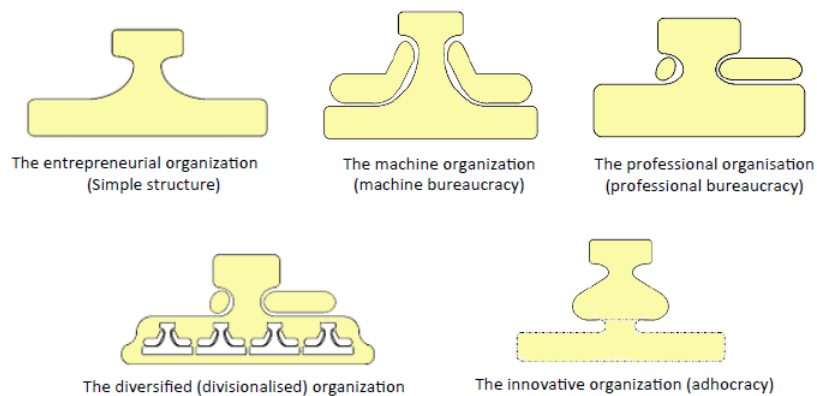 The entrepreneurial organization
(Simple structure)
The machine organization
(machine bureaucracy)
The professional organisation
(professional bureaucracy)
The diversified (divisionalised) organization
The innovative organization (adhocracy)